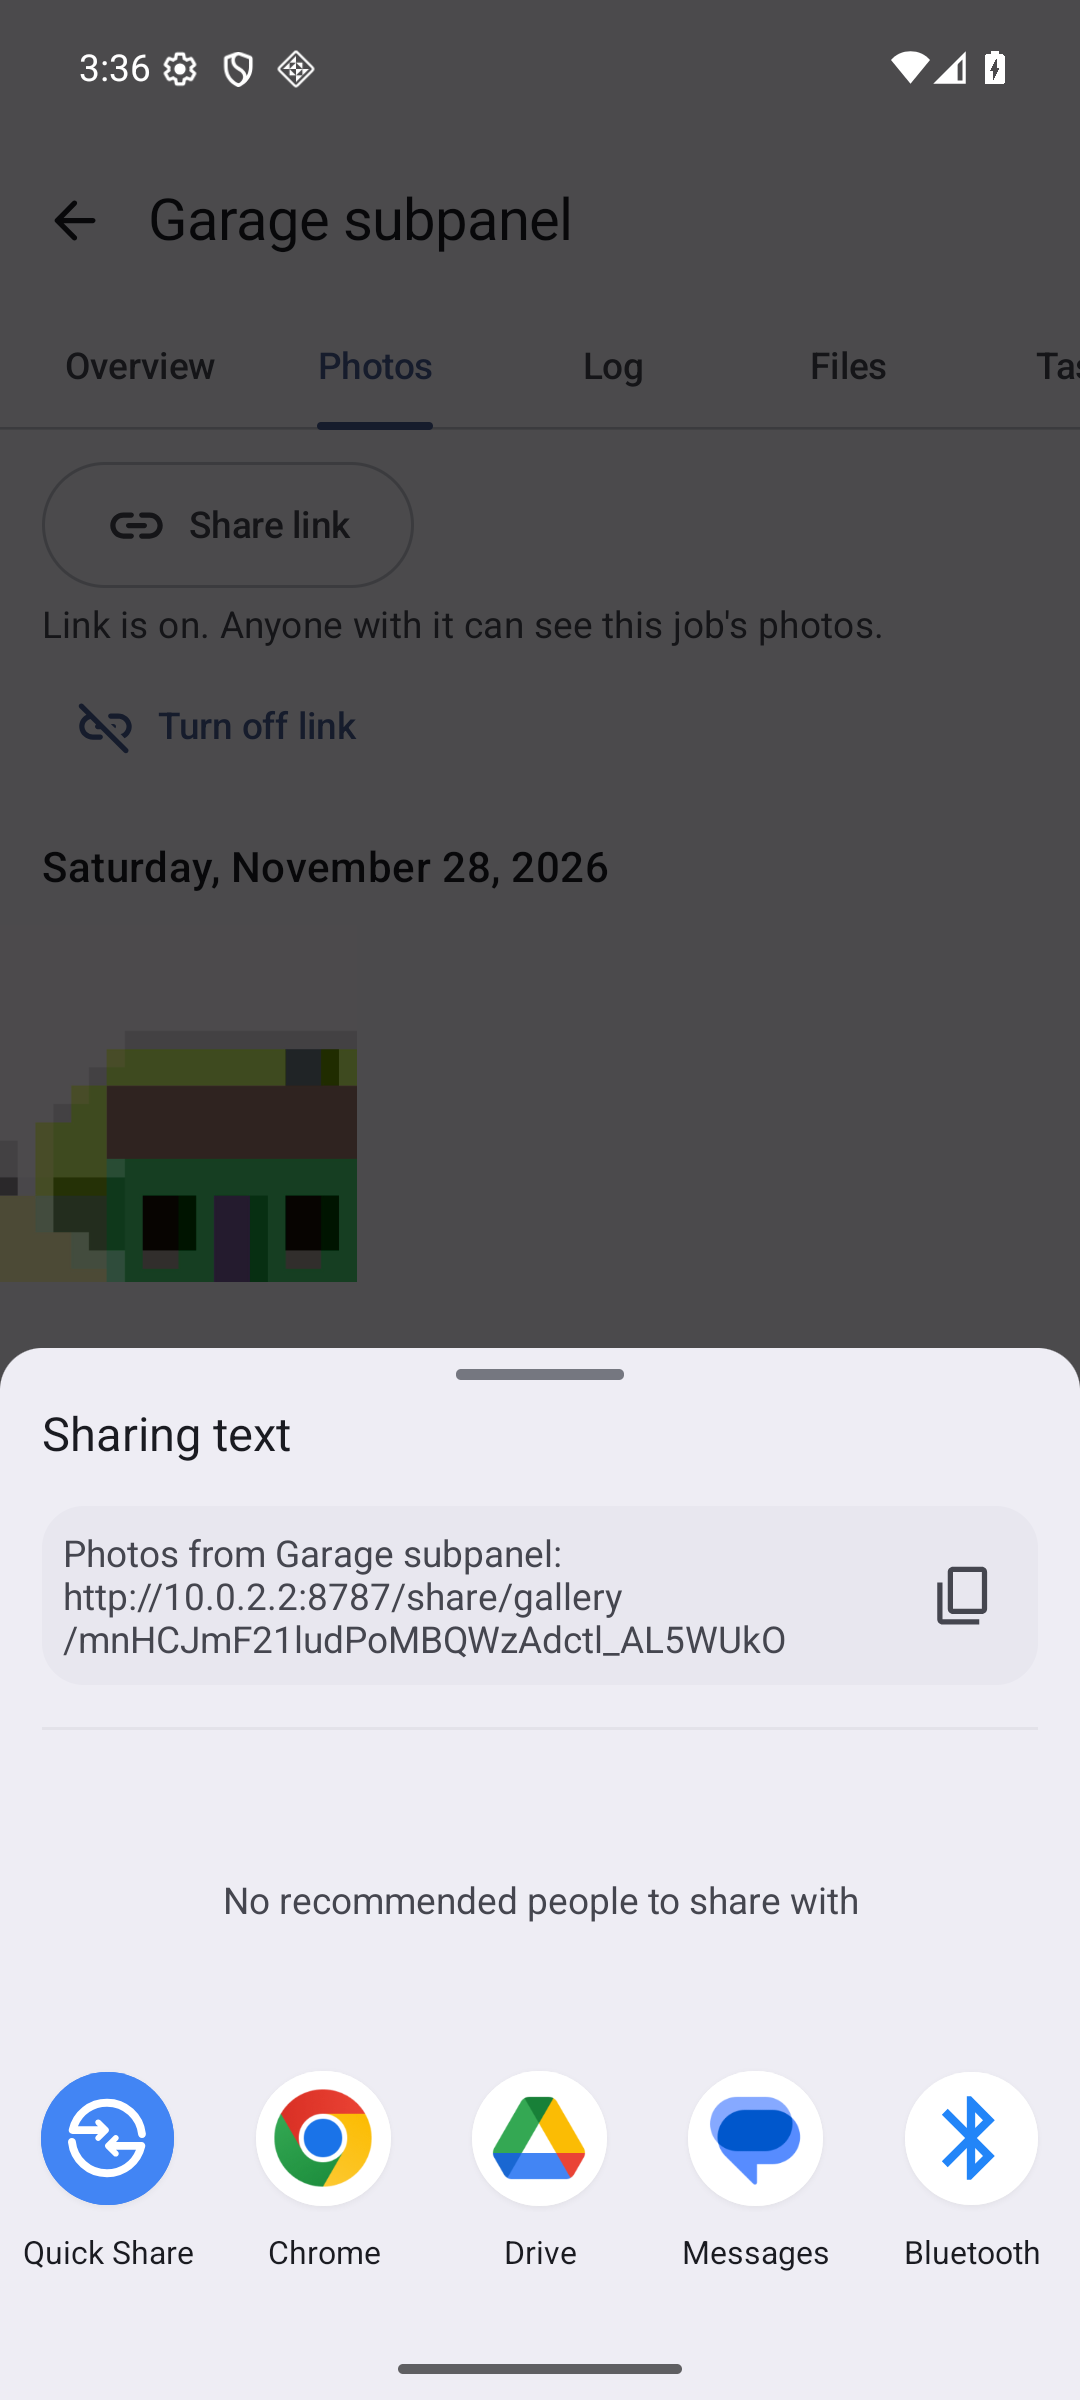 3:36
Garage subpanel
Overview Photos Log Files Tas
Share link
Link is on. Anyone with it can see this job's photos.
Turn off link
Saturday, November 28, 2026
Sharing text
Photos from Garage subpanel:
http://10.0.2.2:8787/share/gallery
/mnHCJmF21ludPoMBQWzAdctl_AL5WUkO
No recommended people to share with
Quick Share Chrome Drive Messages Bluetooth